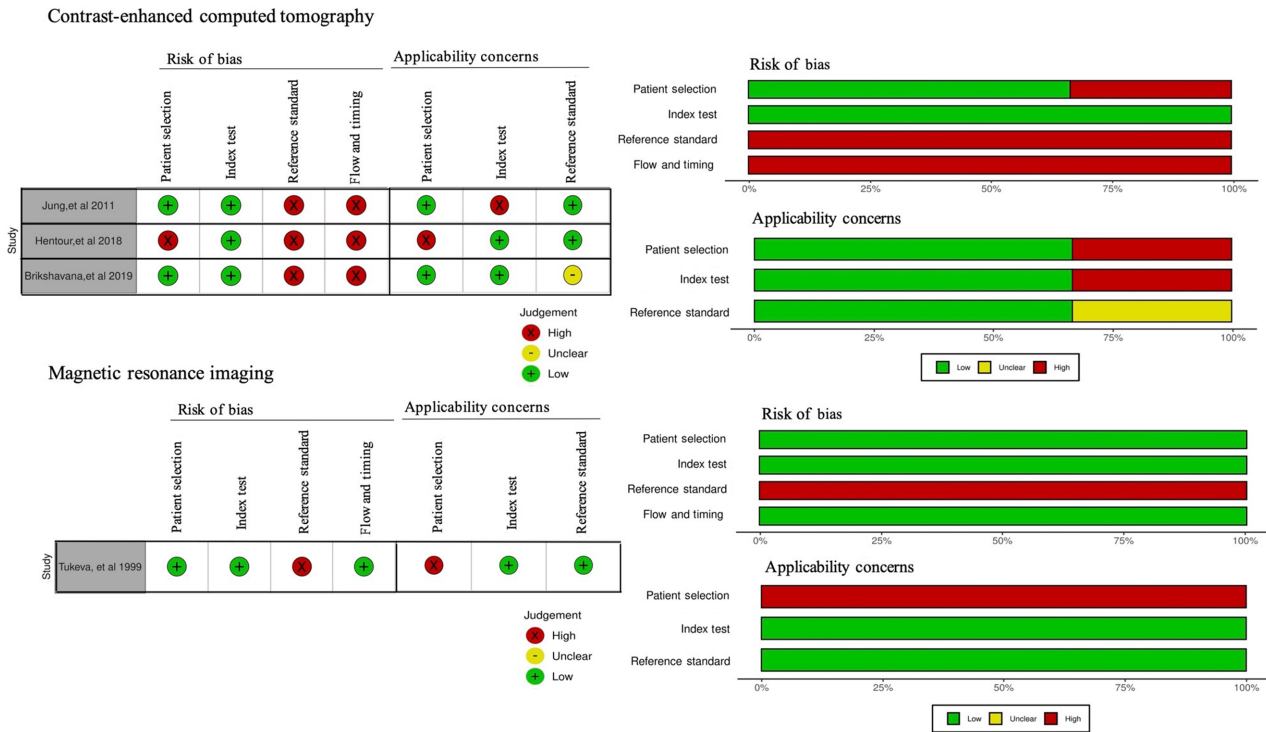 Contrast-enhanced computed tomography
Risk of bias
Applicability concerns
Patient selection
Index test
Reference standard
Flow and timing
Patient selection
Index test
Reference standard
Study
Jung,et al 2011
+ + X X + X +
Hentour,et al 2018
X + X X X + +
Brikshavana,et al 2019
+ + X X + + -
Judgement
X High
- Unclear
+ Low
Risk of bias
Patient selection
Index test
Reference standard
Flow and timing
0% 25% 50% 75% 100%
Applicability concerns
Patient selection
Index test
Reference standard
0% 25% 50% 75% 100%
Low Unclear High
Magnetic resonance imaging
Risk of bias
Applicability concerns
Patient selection
Index test
Reference standard
Flow and timing
Patient selection
Index test
Reference standard
Study
Tukeva, et al 1999
+ + X + X + +
Judgement
X High
- Unclear
+ Low
Risk of bias
Patient selection
Index test
Reference standard
Flow and timing
0% 25% 50% 75% 100%
Applicability concerns
Patient selection
Index test
Reference standard
0% 25% 50% 75% 100%
Low Unclear High